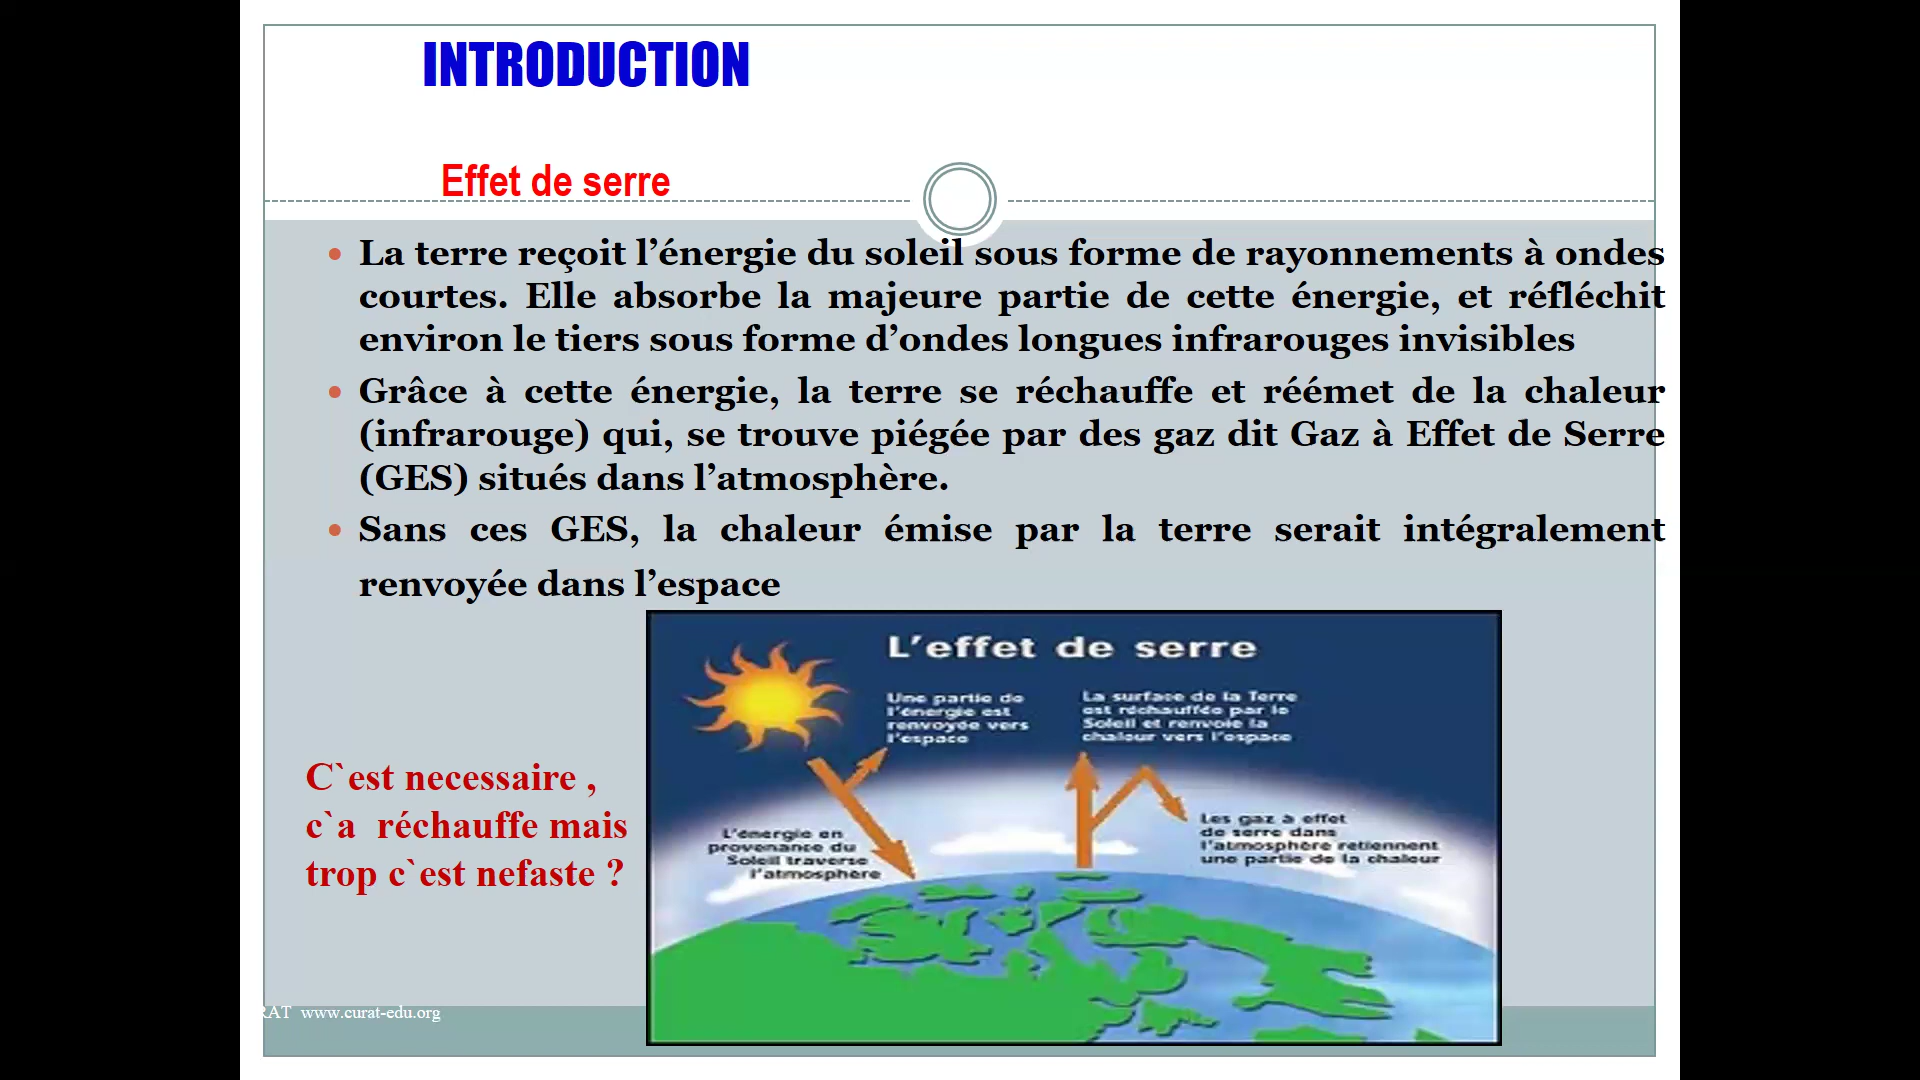 INTRODUCTION
Effet de serre
La terre reçoit l’énergie du soleil sous forme de rayonnements à ondes
courtes. Elle absorbe la majeure partie de cette énergie, et réfléchit
environ le tiers sous forme d’ondes longues infrarouges invisibles
Grâce à cette énergie, la terre se réchauffe et réémet de la chaleur
(infrarouge) qui, se trouve piégée par des gaz dit Gaz à Effet de Serre
(GES) situés dans l’atmosphère.
Sans ces GES, la chaleur émise par la terre serait intégralement
renvoyée dans l’espace
C`est necessaire ,
c`a réchauffe mais
trop c`est nefaste ?
L’effet de serre
Une partie de
l’énergie est
renvoyée vers
l’espace
La surface de la Terre
est réchauffée par le
Soleil et renvoie la
chaleur vers l’espace
L’énergie en
provenance du
Soleil traverse
l’atmosphère
Les gaz à effet
de serre dans
l’atmosphère retiennent
une partie de la chaleur
RAT www.curat-edu.org